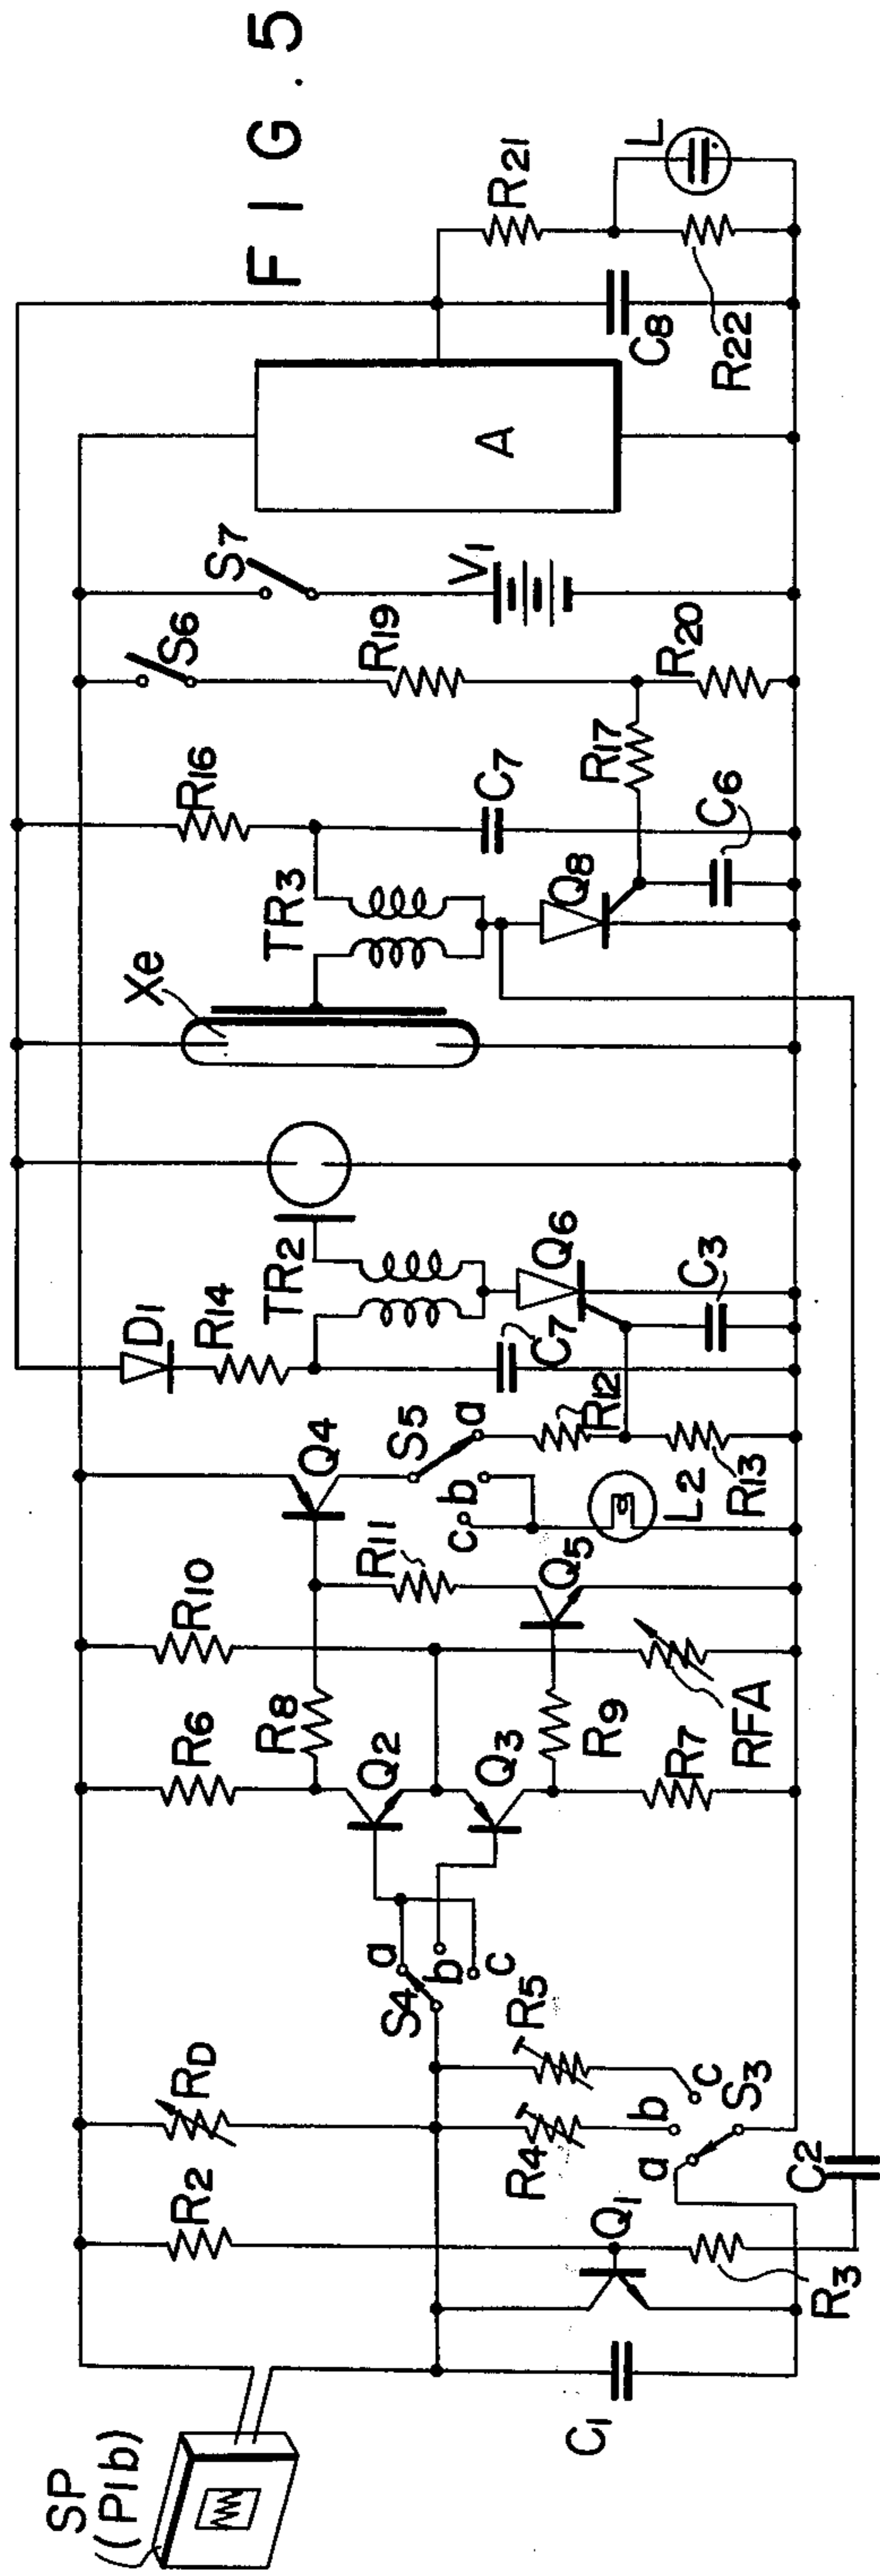 FIG. 5
SP
(P1b)
C1
R2
RD
R3
Q1
C2
R4
R5
a
b
c
S3
S4
a
b
c
R6
R8
R10
Q2
Q3
R9
R7
RFA
R11
Q5
Q4
S5
a
b
c
L2
R12
R13
D1
R14
TR2
C7
Q6
C3
Xe
TR3
R16
C7
Q8
C6
R17
S6
R19
R20
S7
V1
A
C8
R21
R22
L